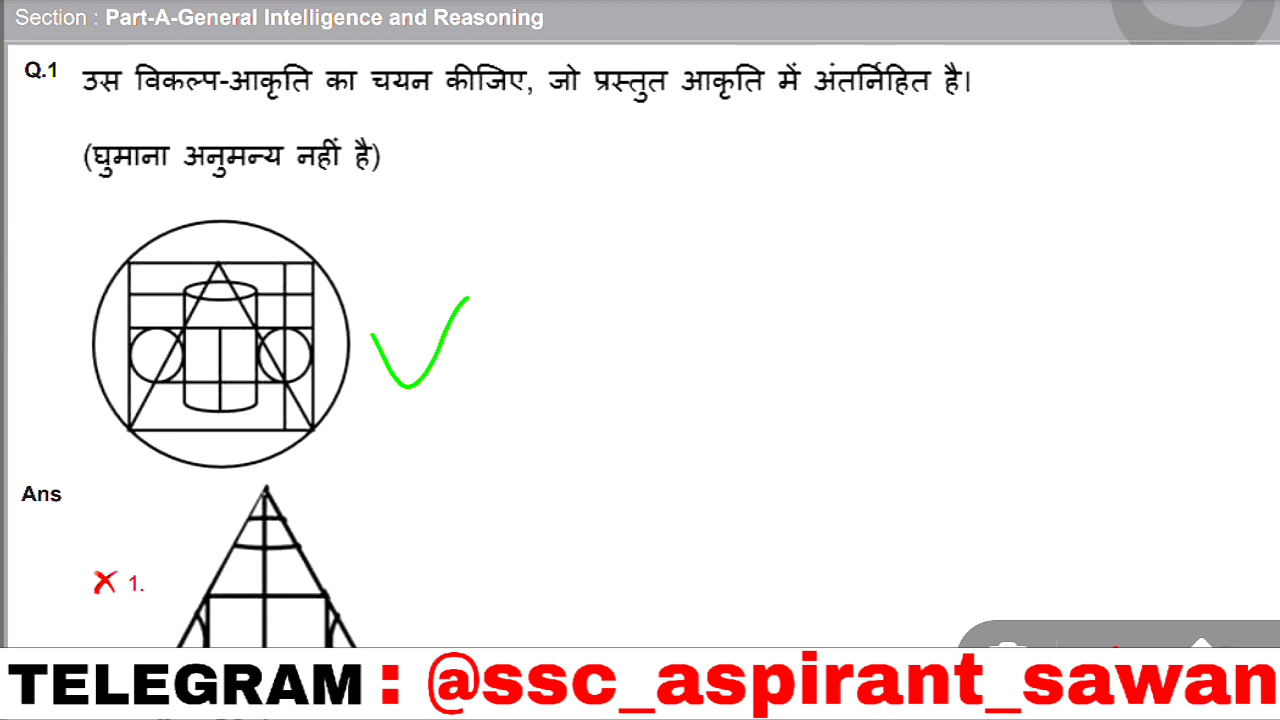 Section : Part-A-General Intelligence and Reasoning
Q.1 उस विकल्प-आकृति का चयन कीजिए, जो प्रस्तुत आकृति में अंतर्निहित है।
(घुमाना अनुमन्य नहीं है)
Ans
1.
TELEGRAM : @ssc_aspirant_sawan